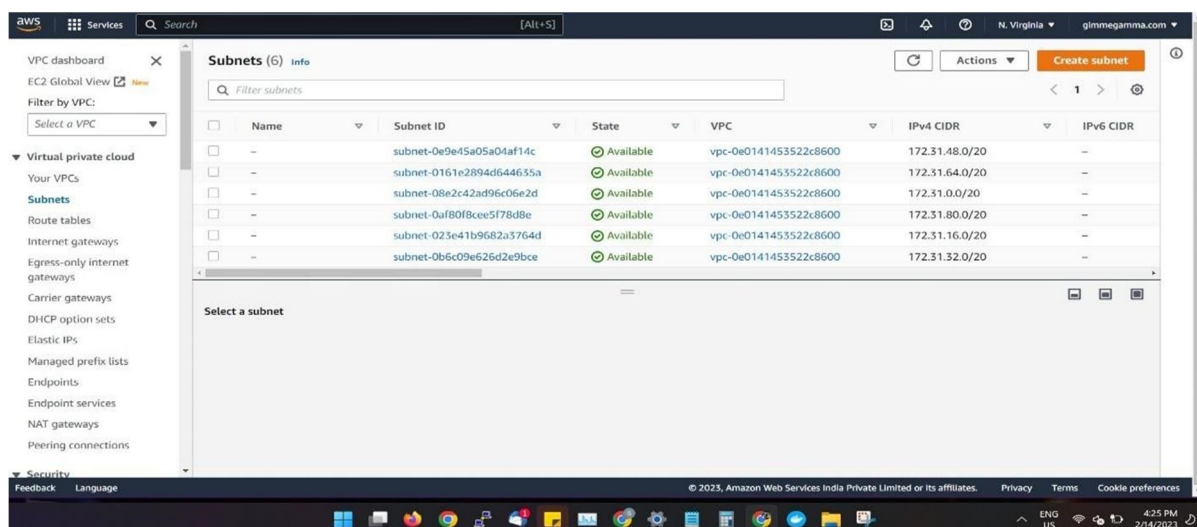 aws Services Search [Alt+S] N. Virginia gimmegamma.com
VPC dashboard
EC2 Global View New
Filter by VPC:
Select a VPC
Virtual private cloud
Your VPCs
Subnets
Route tables
Internet gateways
Egress-only internet
gateways
Carrier gateways
DHCP option sets
Elastic IPs
Managed prefix lists
Endpoints
Endpoint services
NAT gateways
Peering connections
Security
Subnets (6) Info Actions Create subnet
Filter subnets 1
Name Subnet ID State VPC IPv4 CIDR IPv6 CIDR
– subnet-0e9e45a05a04af14c Available vpc-0e0141453522c8600 172.31.48.0/20 –
– subnet-0161e2894d644635a Available vpc-0e0141453522c8600 172.31.64.0/20 –
– subnet-08e2c42ad96c06e2d Available vpc-0e0141453522c8600 172.31.0.0/20 –
– subnet-0af80f8cee5f78d8e Available vpc-0e0141453522c8600 172.31.80.0/20 –
– subnet-023e41b9682a3764d Available vpc-0e0141453522c8600 172.31.16.0/20 –
– subnet-0b6c09e626d2e9bce Available vpc-0e0141453522c8600 172.31.32.0/20 –
Select a subnet
Feedback Language © 2023, Amazon Web Services India Private Limited or its affiliates. Privacy Terms Cookie preferences
ENG 4:25 PM
US 2/14/2023